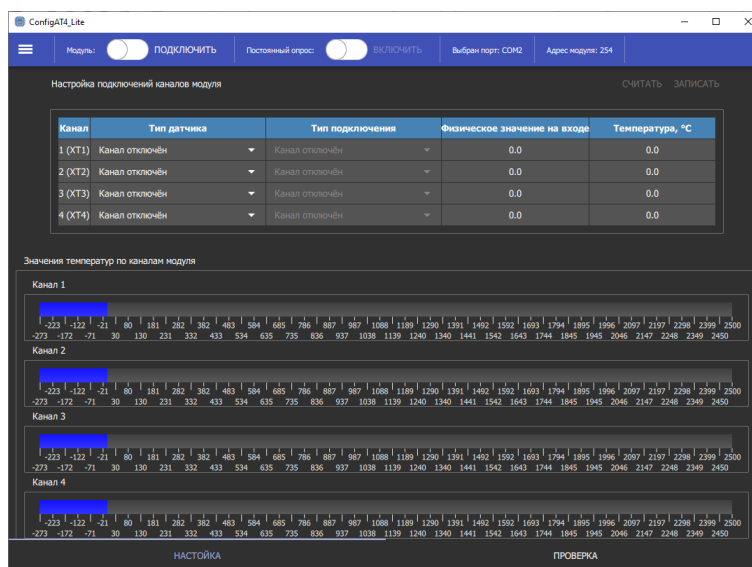 ConfigAT4_Lite
Модуль: ПОДКЛЮЧИТЬ Постоянный опрос: ВКЛЮЧИТЬ Выбран порт: COM2 Адрес модуля: 254
Настройка подключений каналов модуля СЧИТАТЬ ЗАПИСАТЬ
Канал Тип датчика Тип подключения Физическое значение на входе Температура, °C
1 (XT1) Канал отключён Канал отключён 0.0 0.0
2 (XT2) Канал отключён Канал отключён 0.0 0.0
3 (XT3) Канал отключён Канал отключён 0.0 0.0
4 (XT4) Канал отключён Канал отключён 0.0 0.0
Значения температур по каналам модуля
Канал 1
-223 -122 -21 80 181 282 382 483 584 685 786 887 987 1088 1189 1290 1391 1492 1592 1693 1794 1895 1996 2097 2197 2298 2399 2500
-273 -172 -71 30 130 231 332 433 534 635 735 836 937 1038 1139 1240 1340 1441 1542 1643 1744 1845 1945 2046 2147 2248 2349 2450
Канал 2
-223 -122 -21 80 181 282 382 483 584 685 786 887 987 1088 1189 1290 1391 1492 1592 1693 1794 1895 1996 2097 2197 2298 2399 2500
-273 -172 -71 30 130 231 332 433 534 635 735 836 937 1038 1139 1240 1340 1441 1542 1643 1744 1845 1945 2046 2147 2248 2349 2450
Канал 3
-223 -122 -21 80 181 282 382 483 584 685 786 887 987 1088 1189 1290 1391 1492 1592 1693 1794 1895 1996 2097 2197 2298 2399 2500
-273 -172 -71 30 130 231 332 433 534 635 735 836 937 1038 1139 1240 1340 1441 1542 1643 1744 1845 1945 2046 2147 2248 2349 2450
Канал 4
-223 -122 -21 80 181 282 382 483 584 685 786 887 987 1088 1189 1290 1391 1492 1592 1693 1794 1895 1996 2097 2197 2298 2399 2500
-273 -172 -71 30 130 231 332 433 534 635 735 836 937 1038 1139 1240 1340 1441 1542 1643 1744 1845 1945 2046 2147 2248 2349 2450
НАСТОЙКА ПРОВЕРКА